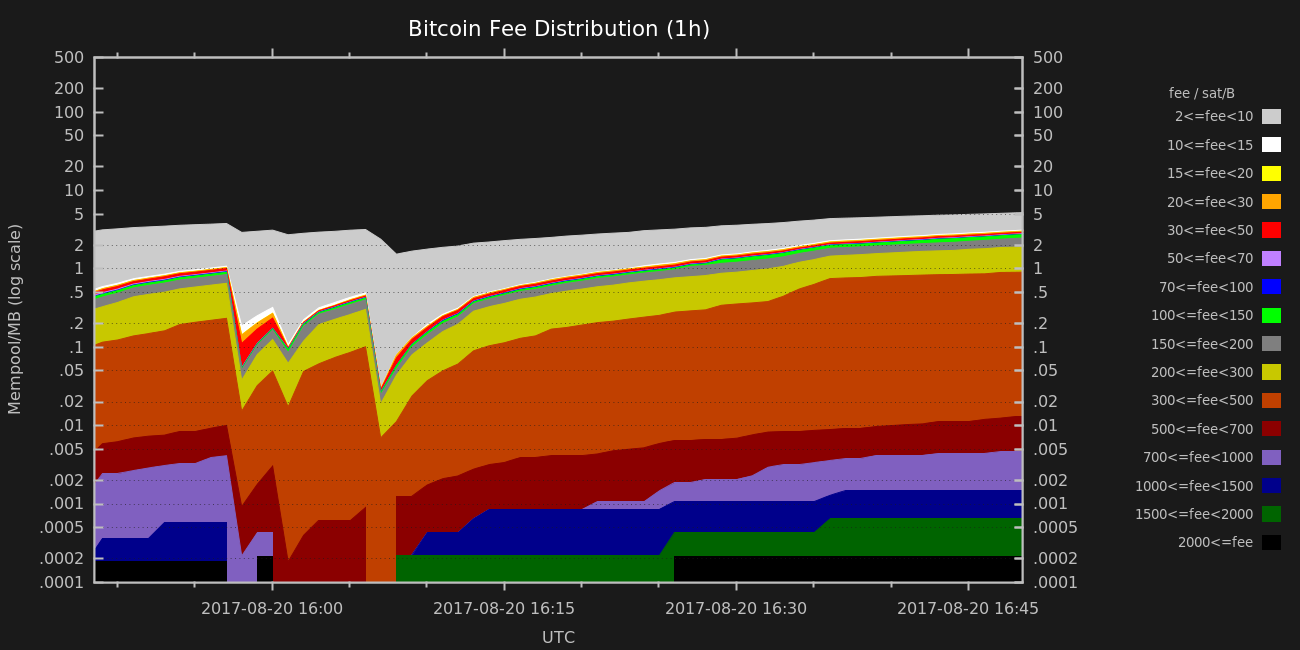 Bitcoin Fee Distribution (1h)
500
200
100
50
20
10
5
2
1
.5
.2
.1
.05
.02
.01
.005
.002
.001
.0005
.0002
.0001
Mempool/MB (log scale)
500
200
100
50
20
10
5
2
1
.5
.2
.1
.05
.02
.01
.005
.002
.001
.0005
.0002
.0001
2017-08-20 16:00
2017-08-20 16:15
2017-08-20 16:30
2017-08-20 16:45
UTC
fee / sat/B
2<=fee<10
10<=fee<15
15<=fee<20
20<=fee<30
30<=fee<50
50<=fee<70
70<=fee<100
100<=fee<150
150<=fee<200
200<=fee<300
300<=fee<500
500<=fee<700
700<=fee<1000
1000<=fee<1500
1500<=fee<2000
2000<=fee